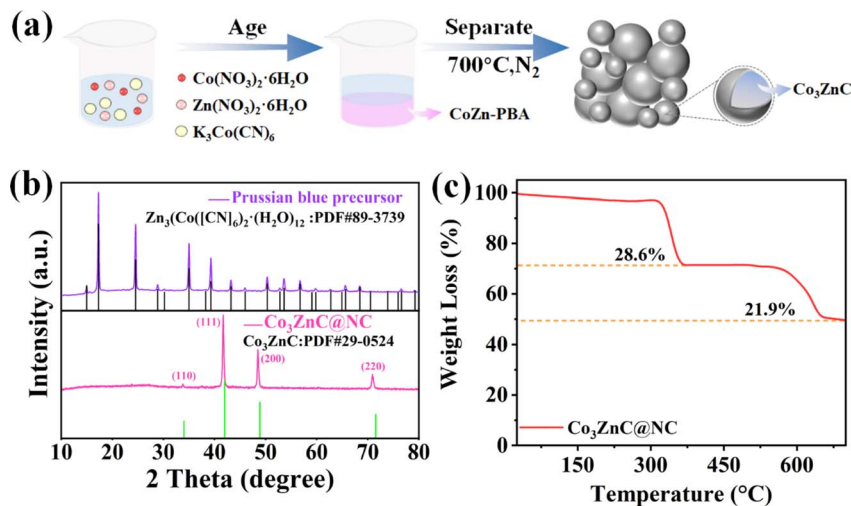 (a)
Age
Separate
700°C,N₂
Co(NO₃)₂·6H₂O
Zn(NO₃)₂·6H₂O
K₃Co(CN)₆
CoZn-PBA
Co₃ZnC
(b)
Prussian blue precursor
Zn₃(Co([CN]₆)₂·(H₂O)₁₂ :PDF#89-3739
Co₃ZnC@NC
Co₃ZnC:PDF#29-0524
(110)
(111)
(200)
(220)
Intensity (a.u.)
10 20 30 40 50 60 70 80
2 Theta (degree)
(c)
100
80
60
40
20
0
28.6%
21.9%
Co₃ZnC@NC
Weight Loss (%)
150 300 450 600
Temperature (°C)